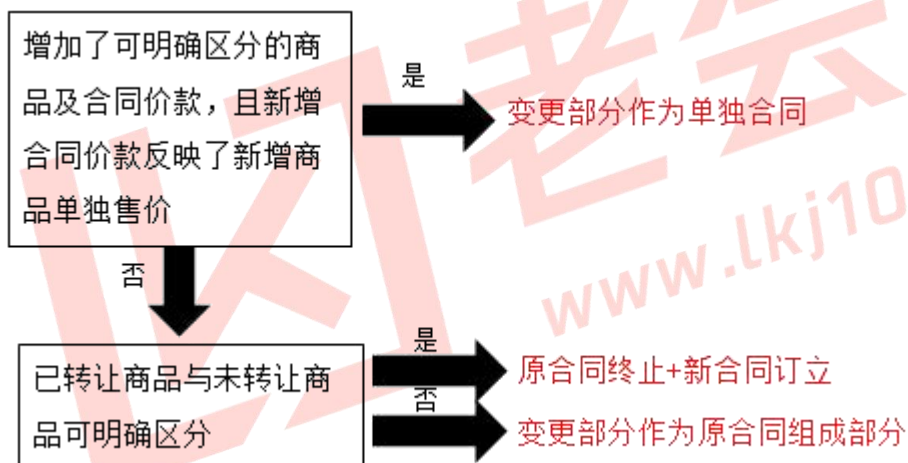 增加了可明确区分的商
品及合同价款，且新增
合同价款反映了新增商
品单独售价
是
变更部分作为单独合同
否
已转让商品与未转让商
品可明确区分
是
原合同终止+新合同订立
否
变更部分作为原合同组成部分
老会
www.lkj10